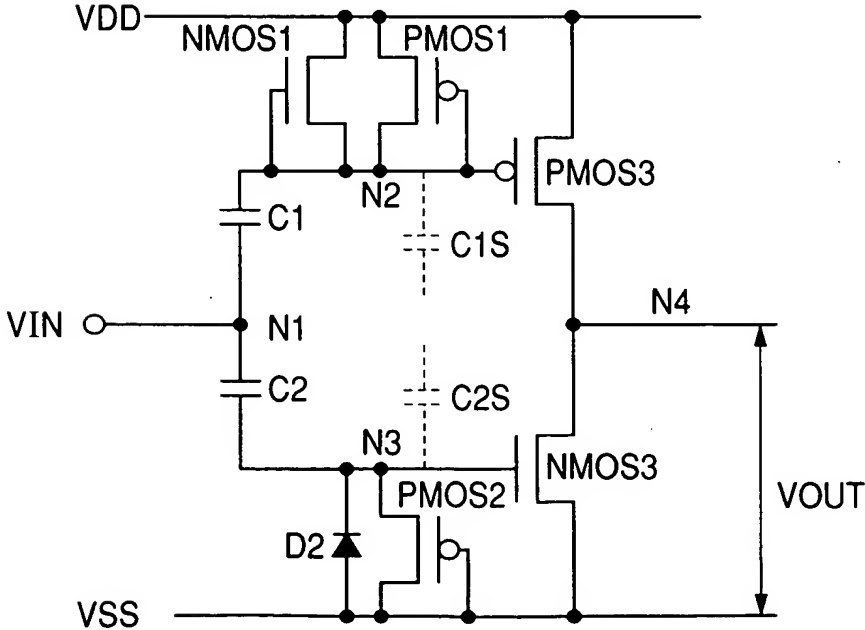 VDD
NMOS1 PMOS1
PMOS3
N2
C1
C1S
VIN
N1
N4
C2
C2S
N3
NMOS3
PMOS2
VOUT
D2
VSS